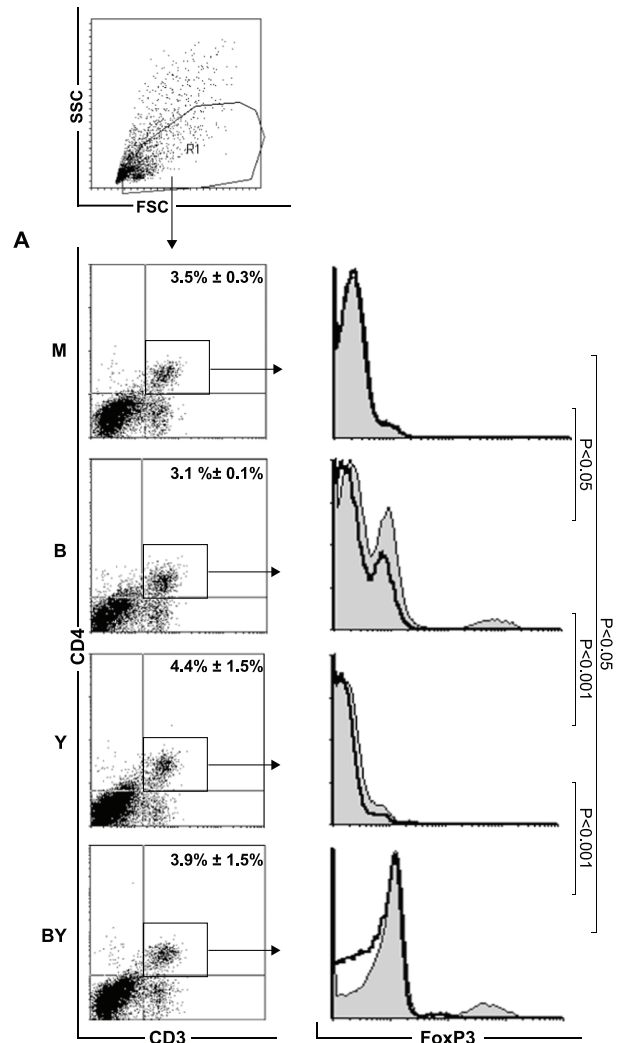 SSC
R1
FSC
A
M
3.5% ± 0.3%
B
3.1 %± 0.1%
Y
4.4% ± 1.5%
BY
3.9% ± 1.5%
CD4
CD3
FoxP3
P<0.05
P<0.001
P<0.001
P<0.05